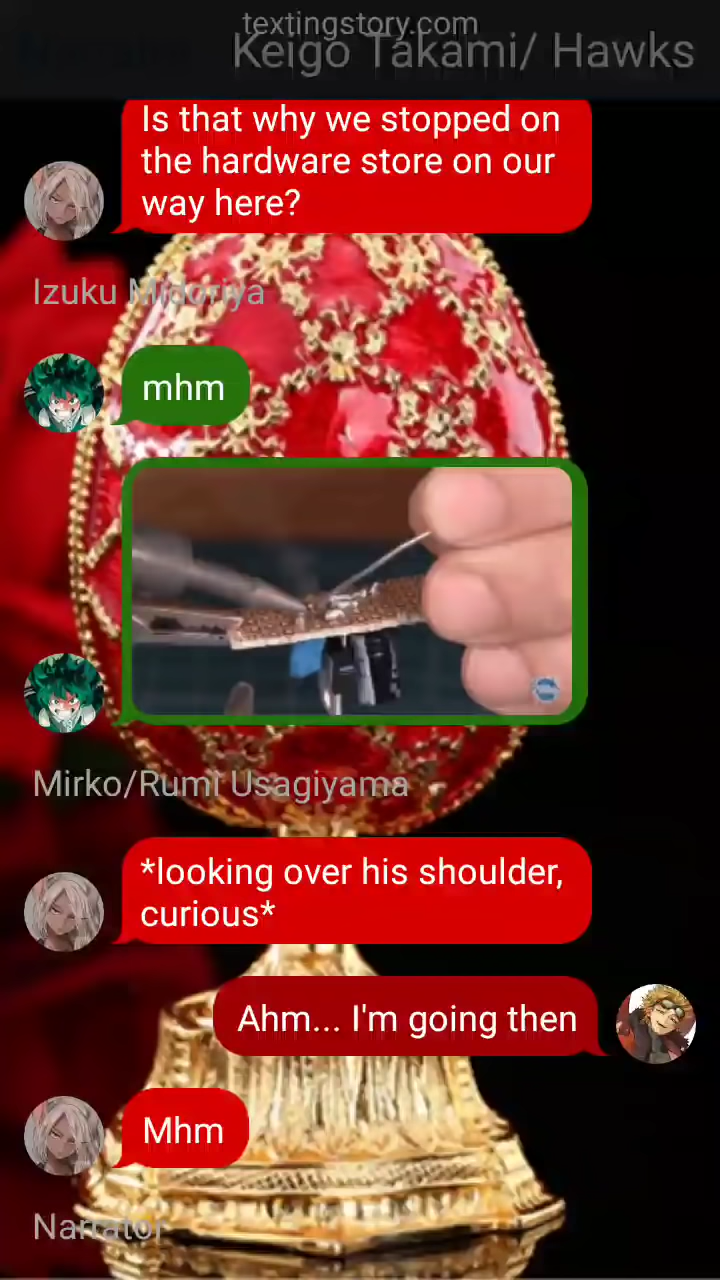 textingstory.com
Keigo Takami/ Hawks
Is that why we stopped on
the hardware store on our
way here?
Izuku Midoriya
mhm
Mirko/Rumi Usagiyama
*looking over his shoulder,
curious*
Ahm... I'm going then
Mhm
Narrator